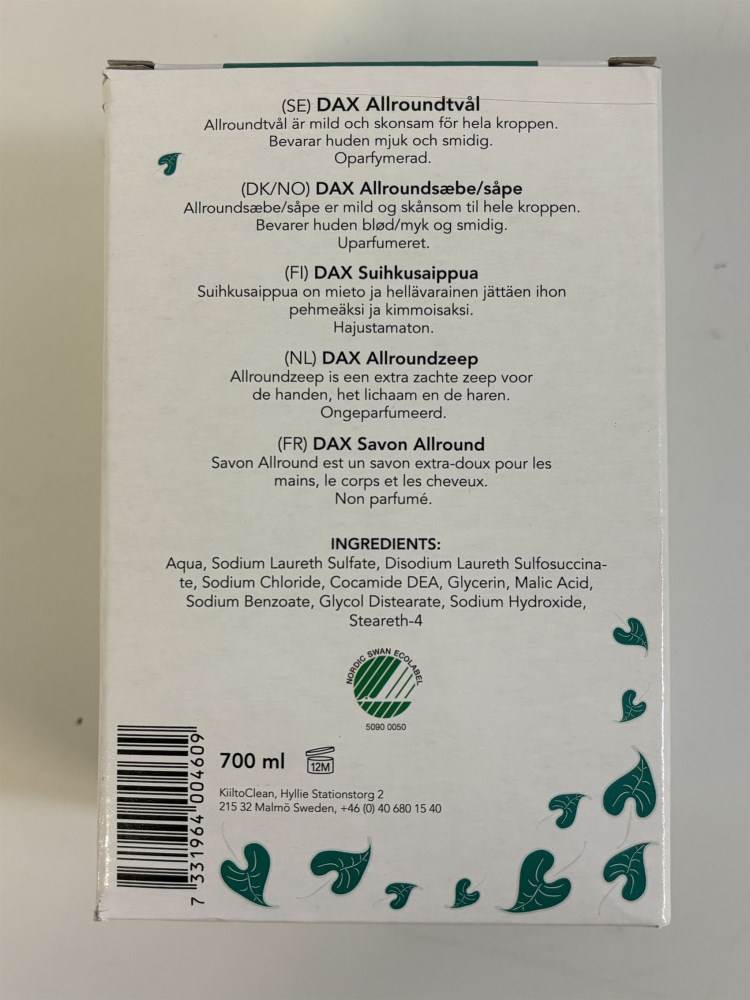 (SE) DAX Allroundtvål
Allroundtvål är mild och skonsam för hela kroppen.
Bevarar huden mjuk och smidig.
Oparfymerad.
(DK/NO) DAX Allroundsæbe/såpe
Allroundsæbe/såpe er mild og skånsom til hele kroppen.
Bevarer huden blød/myk og smidig.
Uparfumeret.
(FI) DAX Suihkusaippua
Suihkusaippua on mieto ja hellävarainen jättäen ihon
pehmeäksi ja kimmoisaksi.
Hajustamaton.
(NL) DAX Allroundzeep
Allroundzeep is een extra zachte zeep voor
de handen, het lichaam en de haren.
Ongeparfumeerd.
(FR) DAX Savon Allround
Savon Allround est un savon extra-doux pour les
mains, le corps et les cheveux.
Non parfumé.
INGREDIENTS:
Aqua, Sodium Laureth Sulfate, Disodium Laureth Sulfosuccina-
te, Sodium Chloride, Cocamide DEA, Glycerin, Malic Acid,
Sodium Benzoate, Glycol Distearate, Sodium Hydroxide,
Steareth-4
NORDIC SWAN ECOLABEL
5090 0050
700 ml
12M
KiiltoClean, Hyllie Stationstorg 2
215 32 Malmö Sweden, +46 (0) 40 680 15 40
7 331964 004609